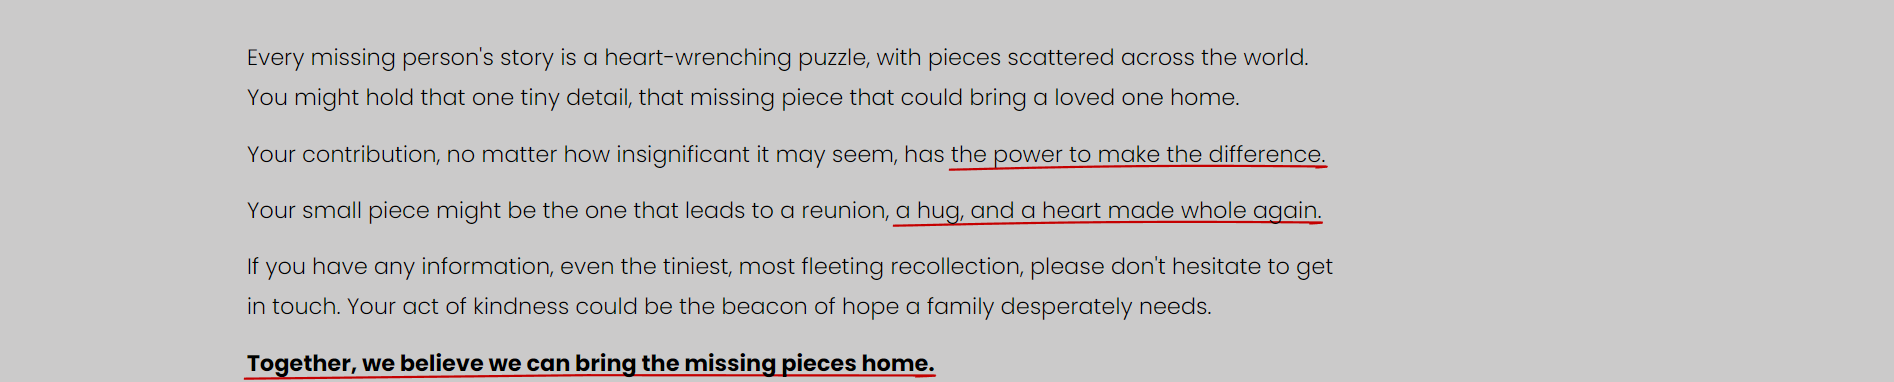 Every missing person's story is a heart-wrenching puzzle, with pieces scattered across the world.
You might hold that one tiny detail, that missing piece that could bring a loved one home.
Your contribution, no matter how insignificant it may seem, has the power to make the difference.
Your small piece might be the one that leads to a reunion, a hug, and a heart made whole again.
If you have any information, even the tiniest, most fleeting recollection, please don't hesitate to get
in touch. Your act of kindness could be the beacon of hope a family desperately needs.
Together, we believe we can bring the missing pieces home.